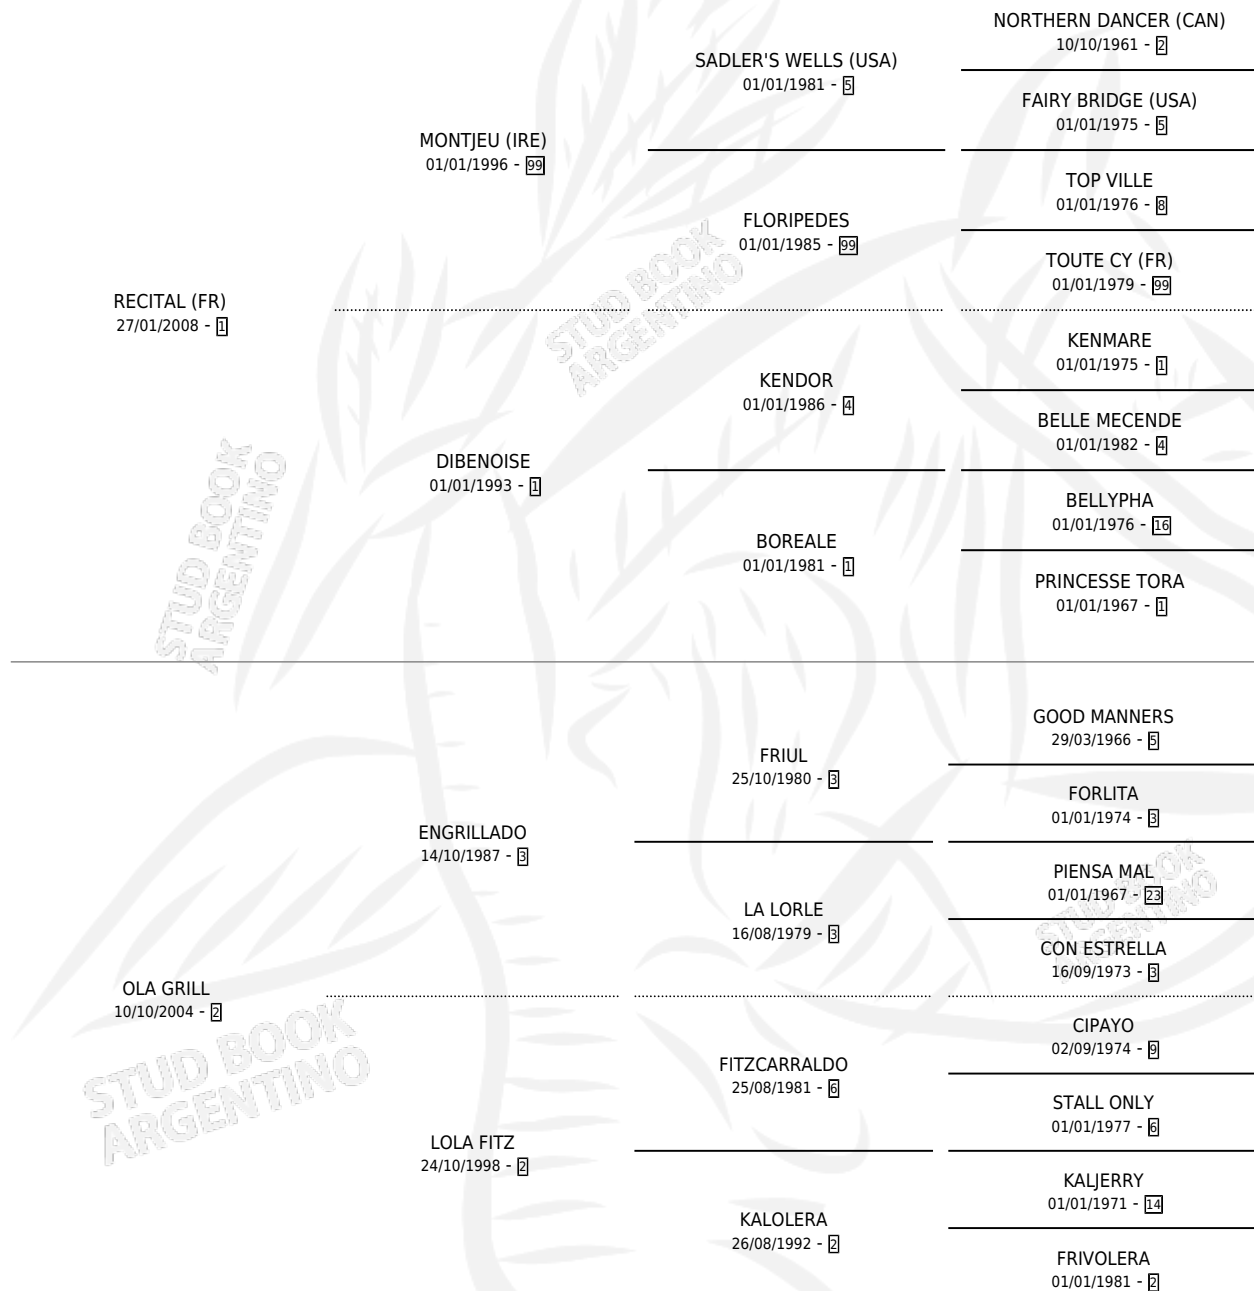 NORTHERN DANCER (CAN)
10/10/1961 - 2
SADLER'S WELLS (USA)
01/01/1981 - 5
FAIRY BRIDGE (USA)
01/01/1975 - 5
MONTJEU (IRE)
01/01/1996 - 99
TOP VILLE
01/01/1976 - 8
FLORIPEDES
01/01/1985 - 99
TOUTE CY (FR)
01/01/1979 - 99
RECITAL (FR)
27/01/2008 - 1
KENMARE
01/01/1975 - 1
KENDOR
01/01/1986 - 4
BELLE MECENDE
01/01/1982 - 4
DIBENOISE
01/01/1993 - 1
BELLYPHA
01/01/1976 - 16
BOREALE
01/01/1981 - 1
PRINCESSE TORA
01/01/1967 - 1
GOOD MANNERS
29/03/1966 - 5
FRIUL
25/10/1980 - 3
FORLITA
01/01/1974 - 3
ENGRILLADO
14/10/1987 - 3
PIENSA MAL
01/01/1967 - 23
LA LORLE
16/08/1979 - 3
CON ESTRELLA
16/09/1973 - 3
OLA GRILL
10/10/2004 - 2
CIPAYO
02/09/1974 - 9
FITZCARRALDO
25/08/1981 - 6
STALL ONLY
01/01/1977 - 6
LOLA FITZ
24/10/1998 - 2
KALJERRY
01/01/1971 - 14
KALOLERA
26/08/1992 - 2
FRIVOLERA
01/01/1981 - 2
STUD BOOK
ARGENTINO
STUD BOOK
ARGENTINO
STUD BOOK
ARGENTINO
STUD BOOK
ARGENTINO